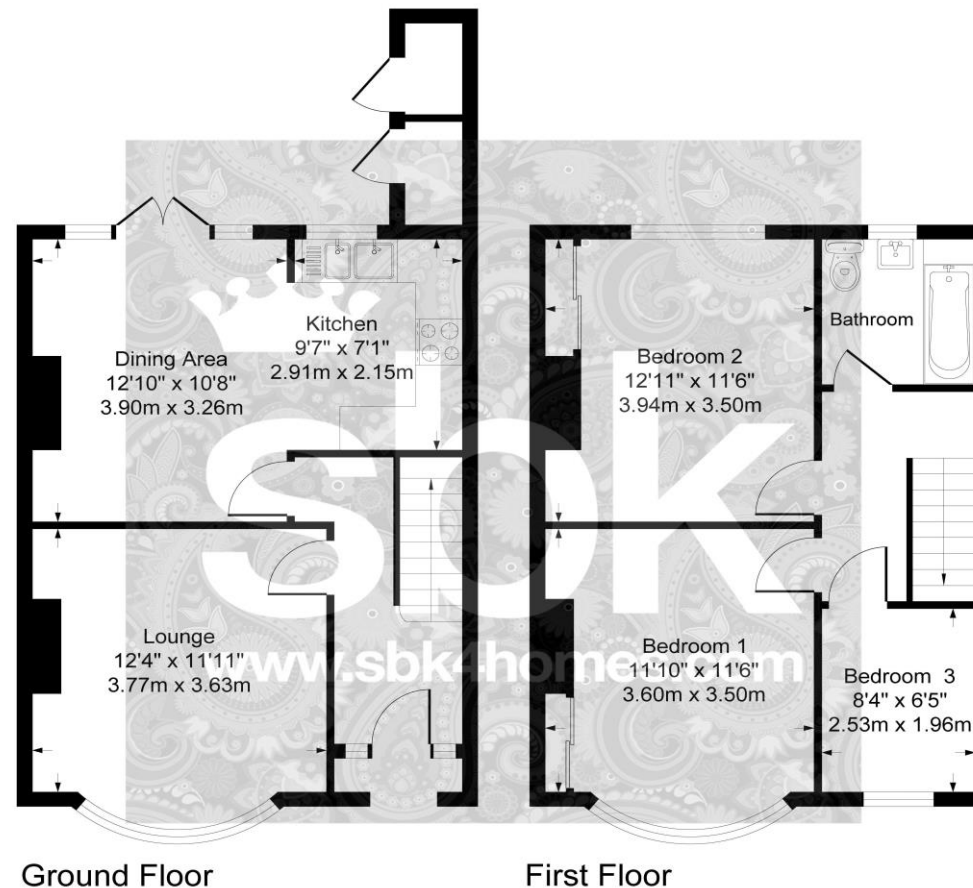 Dining Area
12'10" x 10'8"
3.90m x 3.26m
Kitchen
9'7" x 7'1"
2.91m x 2.15m
Lounge
12'4" x 11'11"
3.77m x 3.63m
Ground Floor
Bedroom 2
12'11" x 11'6"
3.94m x 3.50m
Bathroom
Bedroom 1
11'10" x 11'6"
3.60m x 3.50m
Bedroom 3
8'4" x 6'5"
2.53m x 1.96m
First Floor
sbk
www.sbk4homes.com